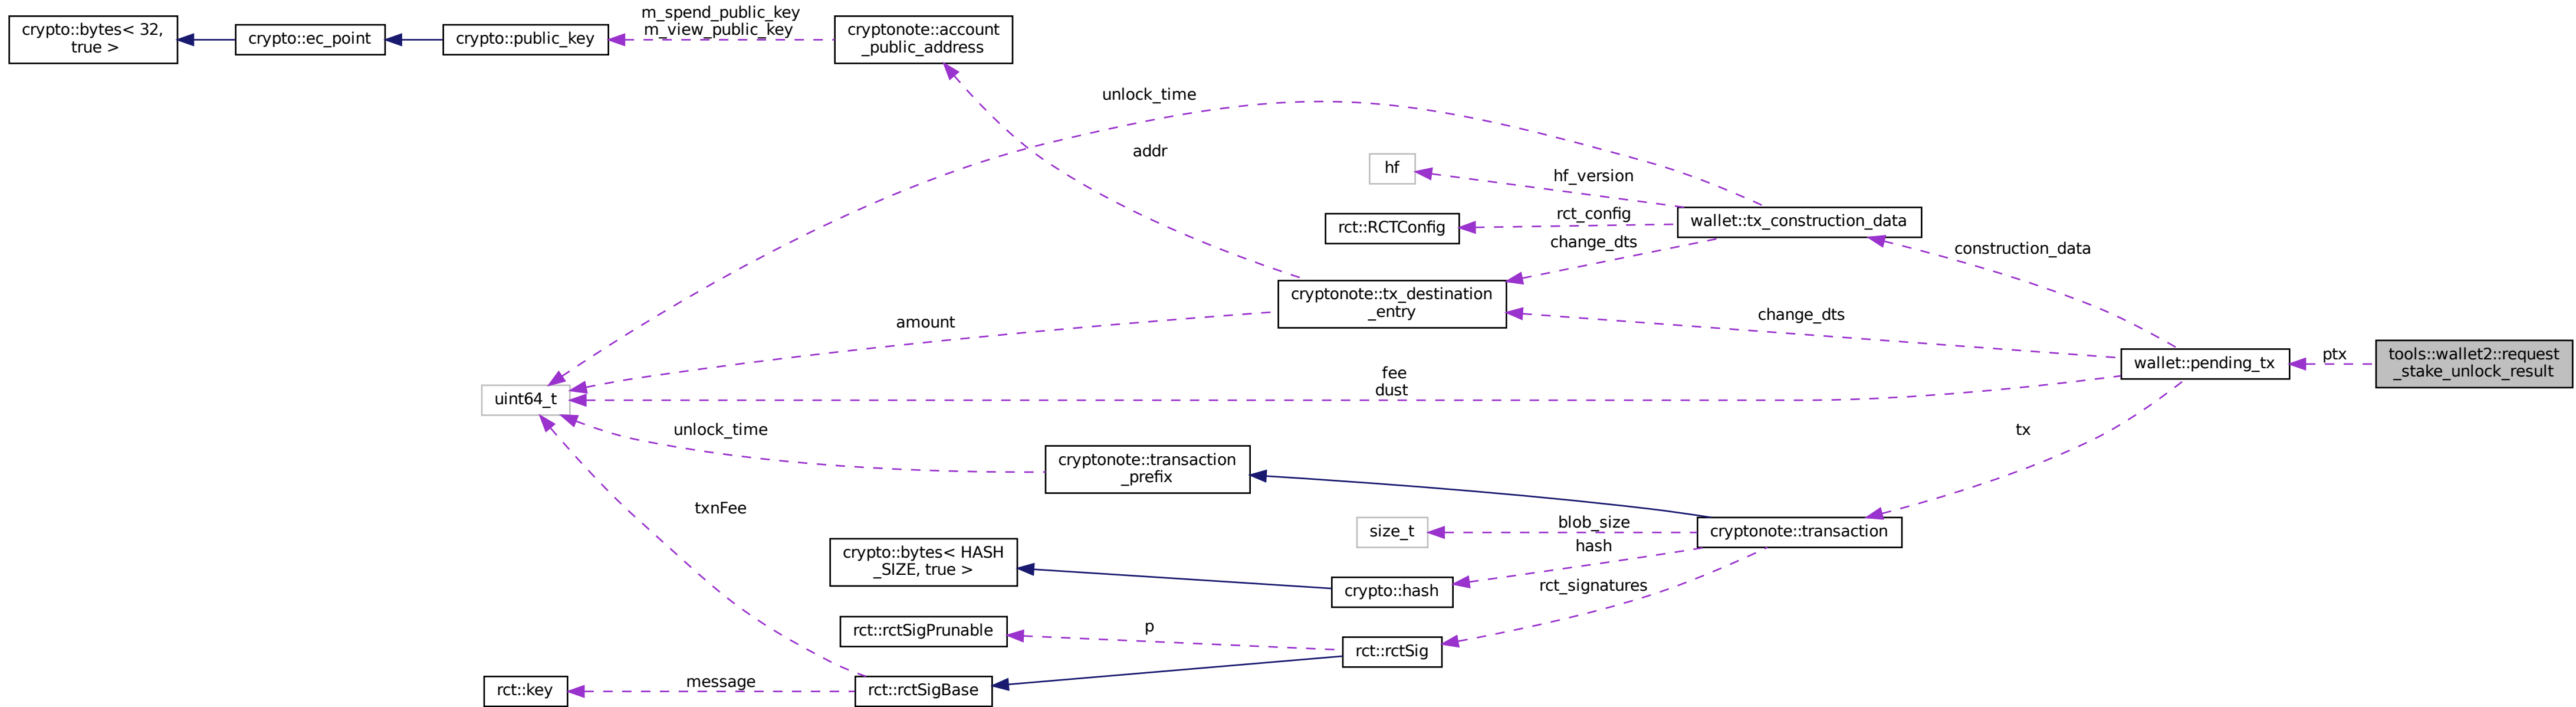 crypto::bytes< 32,
true >
crypto::ec_point
crypto::public_key
m_spend_public_key
m_view_public_key
cryptonote::account
_public_address
unlock_time
addr
hf
hf_version
rct::RCTConfig
rct_config
wallet::tx_construction_data
change_dts
construction_data
cryptonote::tx_destination
_entry
amount
change_dts
wallet::pending_tx
ptx
tools::wallet2::request
_stake_unlock_result
fee
dust
uint64_t
unlock_time
tx
cryptonote::transaction
_prefix
txnFee
size_t
blob_size
cryptonote::transaction
crypto::bytes< HASH
_SIZE, true >
hash
crypto::hash
rct_signatures
rct::rctSigPrunable
p
rct::rctSig
rct::key
message
rct::rctSigBase